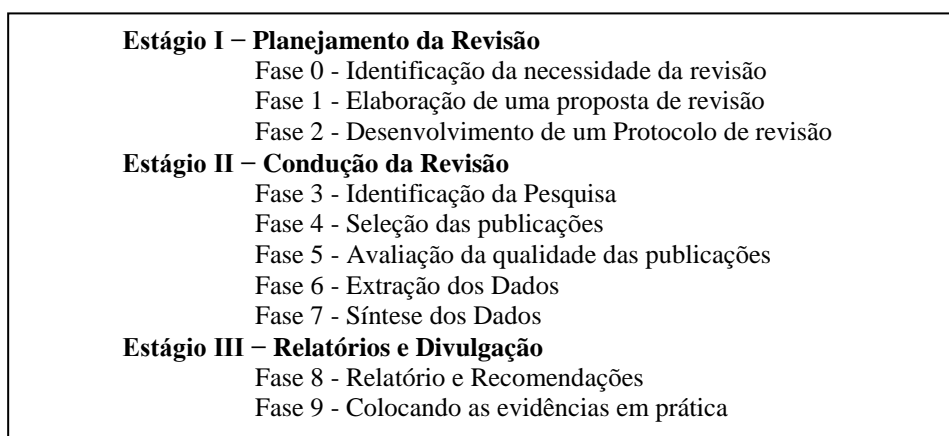 Estágio I − Planejamento da Revisão
Fase 0 - Identificação da necessidade da revisão
Fase 1 - Elaboração de uma proposta de revisão
Fase 2 - Desenvolvimento de um Protocolo de revisão
Estágio II − Condução da Revisão
Fase 3 - Identificação da Pesquisa
Fase 4 - Seleção das publicações
Fase 5 - Avaliação da qualidade das publicações
Fase 6 - Extração dos Dados
Fase 7 - Síntese dos Dados
Estágio III − Relatórios e Divulgação
Fase 8 - Relatório e Recomendações
Fase 9 - Colocando as evidências em prática